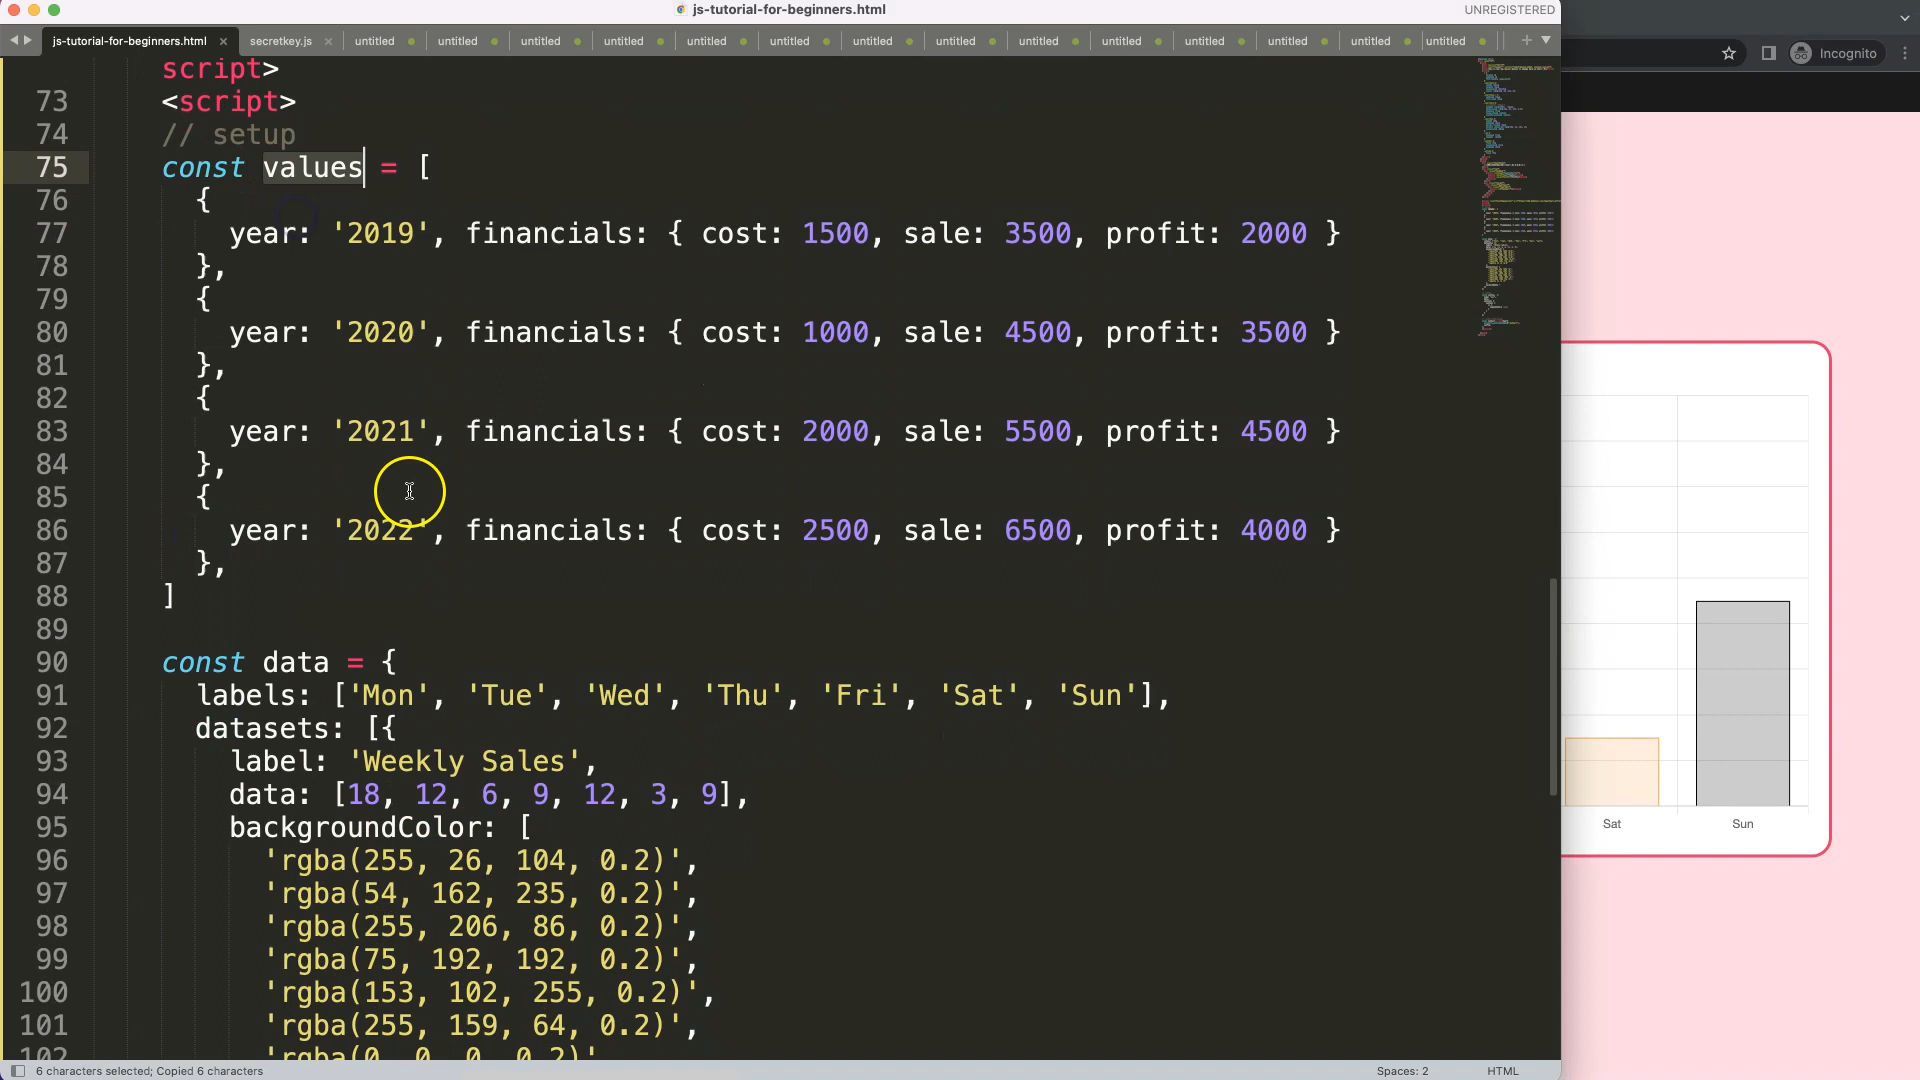 js-tutorial-for-beginners.html
UNREGISTERED
js-tutorial-for-beginners.html × secretkey.js × untitled untitled untitled untitled untitled untitled untitled untitled untitled untitled untitled untitled untitled untitled
Incognito
script>
73 <script>
74 // setup
75 const values = [
76 {
77 year: '2019', financials: { cost: 1500, sale: 3500, profit: 2000 }
78 },
79 {
80 year: '2020', financials: { cost: 1000, sale: 4500, profit: 3500 }
81 },
82 {
83 year: '2021', financials: { cost: 2000, sale: 5500, profit: 4500 }
84 },
85 {
86 year: '2022', financials: { cost: 2500, sale: 6500, profit: 4000 }
87 },
88 ]
89
90 const data = {
91 labels: ['Mon', 'Tue', 'Wed', 'Thu', 'Fri', 'Sat', 'Sun'],
92 datasets: [{
93 label: 'Weekly Sales',
94 data: [18, 12, 6, 9, 12, 3, 9],
95 backgroundColor: [
96 'rgba(255, 26, 104, 0.2)',
97 'rgba(54, 162, 235, 0.2)',
98 'rgba(255, 206, 86, 0.2)',
99 'rgba(75, 192, 192, 0.2)',
100 'rgba(153, 102, 255, 0.2)',
101 'rgba(255, 159, 64, 0.2)',
102 'rgba(0, 0, 0, 0.2)'
Sat Sun
6 characters selected; Copied 6 characters
Spaces: 2 HTML